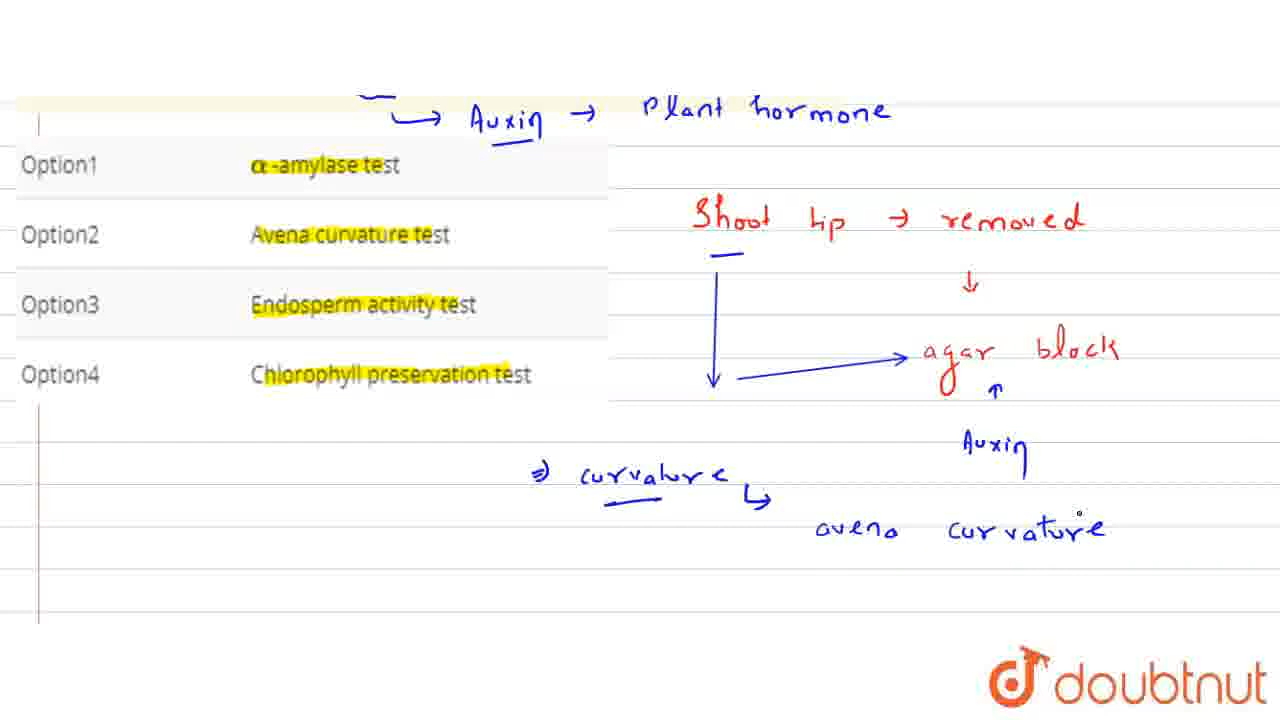 Auxin → Plant hormone
Option1 α-amylase test
Shoot tip → removed
Option2 Avena curvature test
Option3 Endosperm activity test
agar block
Option4 Chlorophyll preservation test
Auxin
⇒ curvature
avena curvature
doubtnut